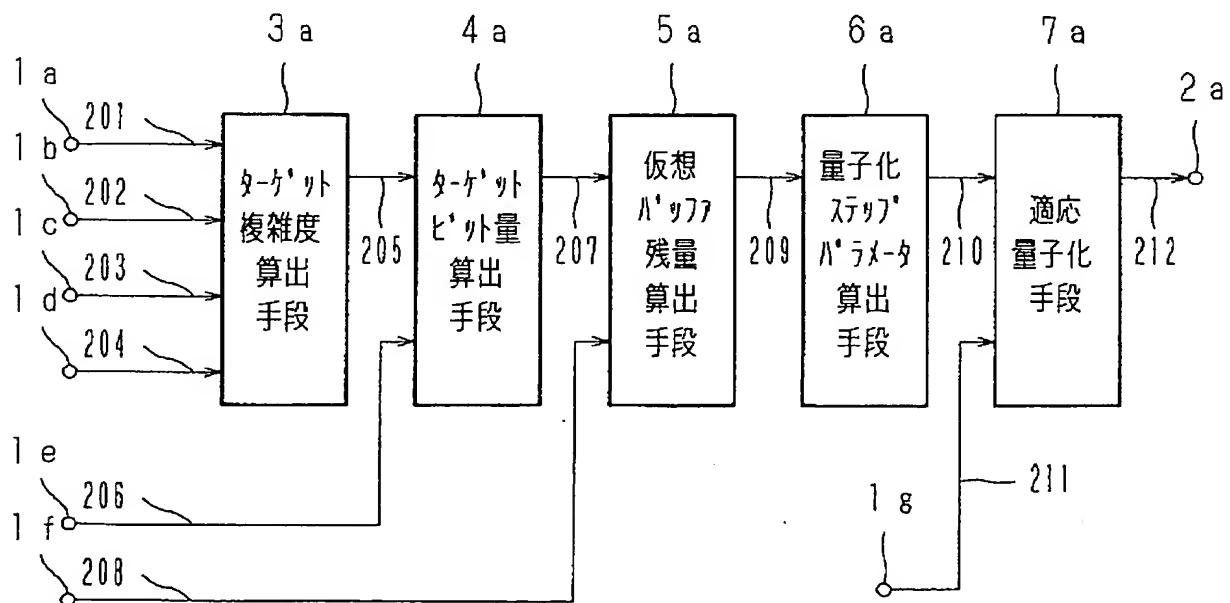 3a
4a
5a
6a
7a
1a
2a
201
1b
202
1c
203
1d
204
ターゲット
複雑度
算出
手段
205
ターゲット
ビット量
算出
手段
207
仮想
バッファ
残量
算出
手段
209
量子化
ステップ
パラメータ
算出
手段
210
適応
量子化
手段
212
1e
206
1f
208
1g
211